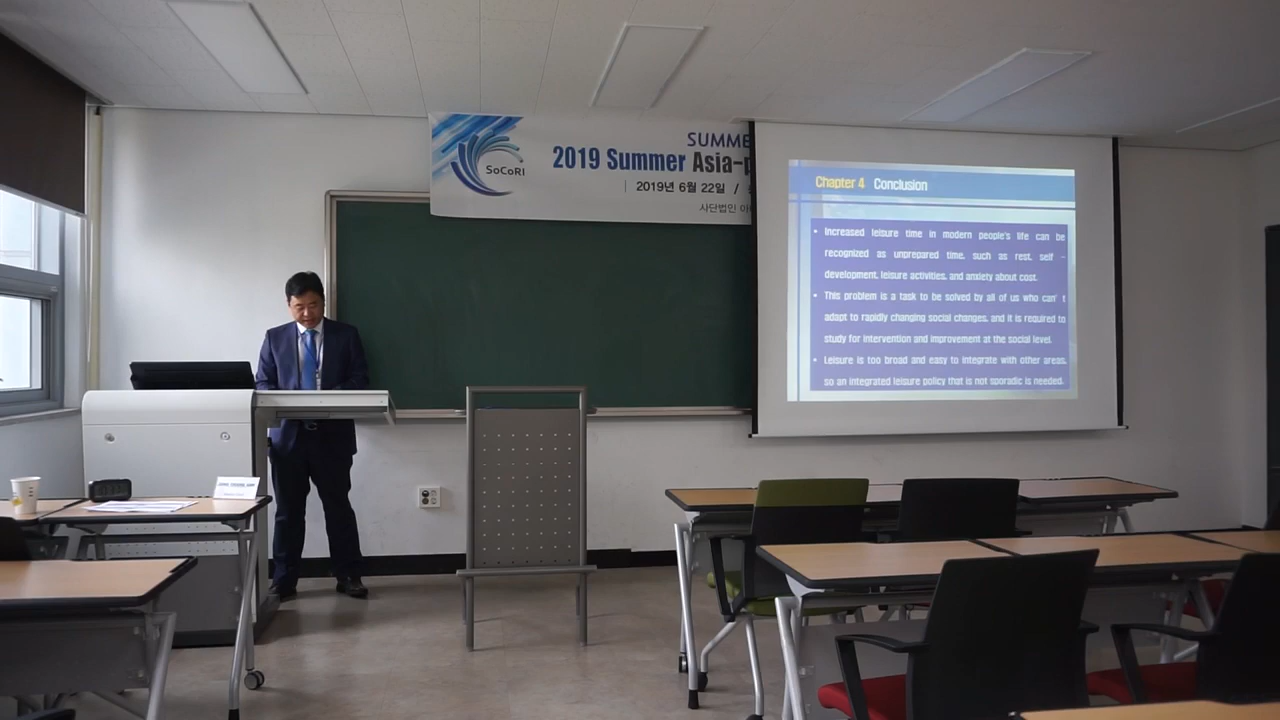 SUMME
SoCoRI
2019 Summer Asia-p
2019년 6월 22일 /
사단법인 아
Chapter 4 Conclusion
• Increased leisure time in modern people's life can be
recognized as unprepared time, such as rest, self -
development, leisure activities, and anxiety about cost.
• This problem is a task to be solved by all of us who can' t
adapt to rapidly changing social changes, and it is required to
study for intervention and improvement at the social level.
• Leisure is too broad and easy to integrate with other areas,
so an integrated leisure policy that is not sporadic is needed.